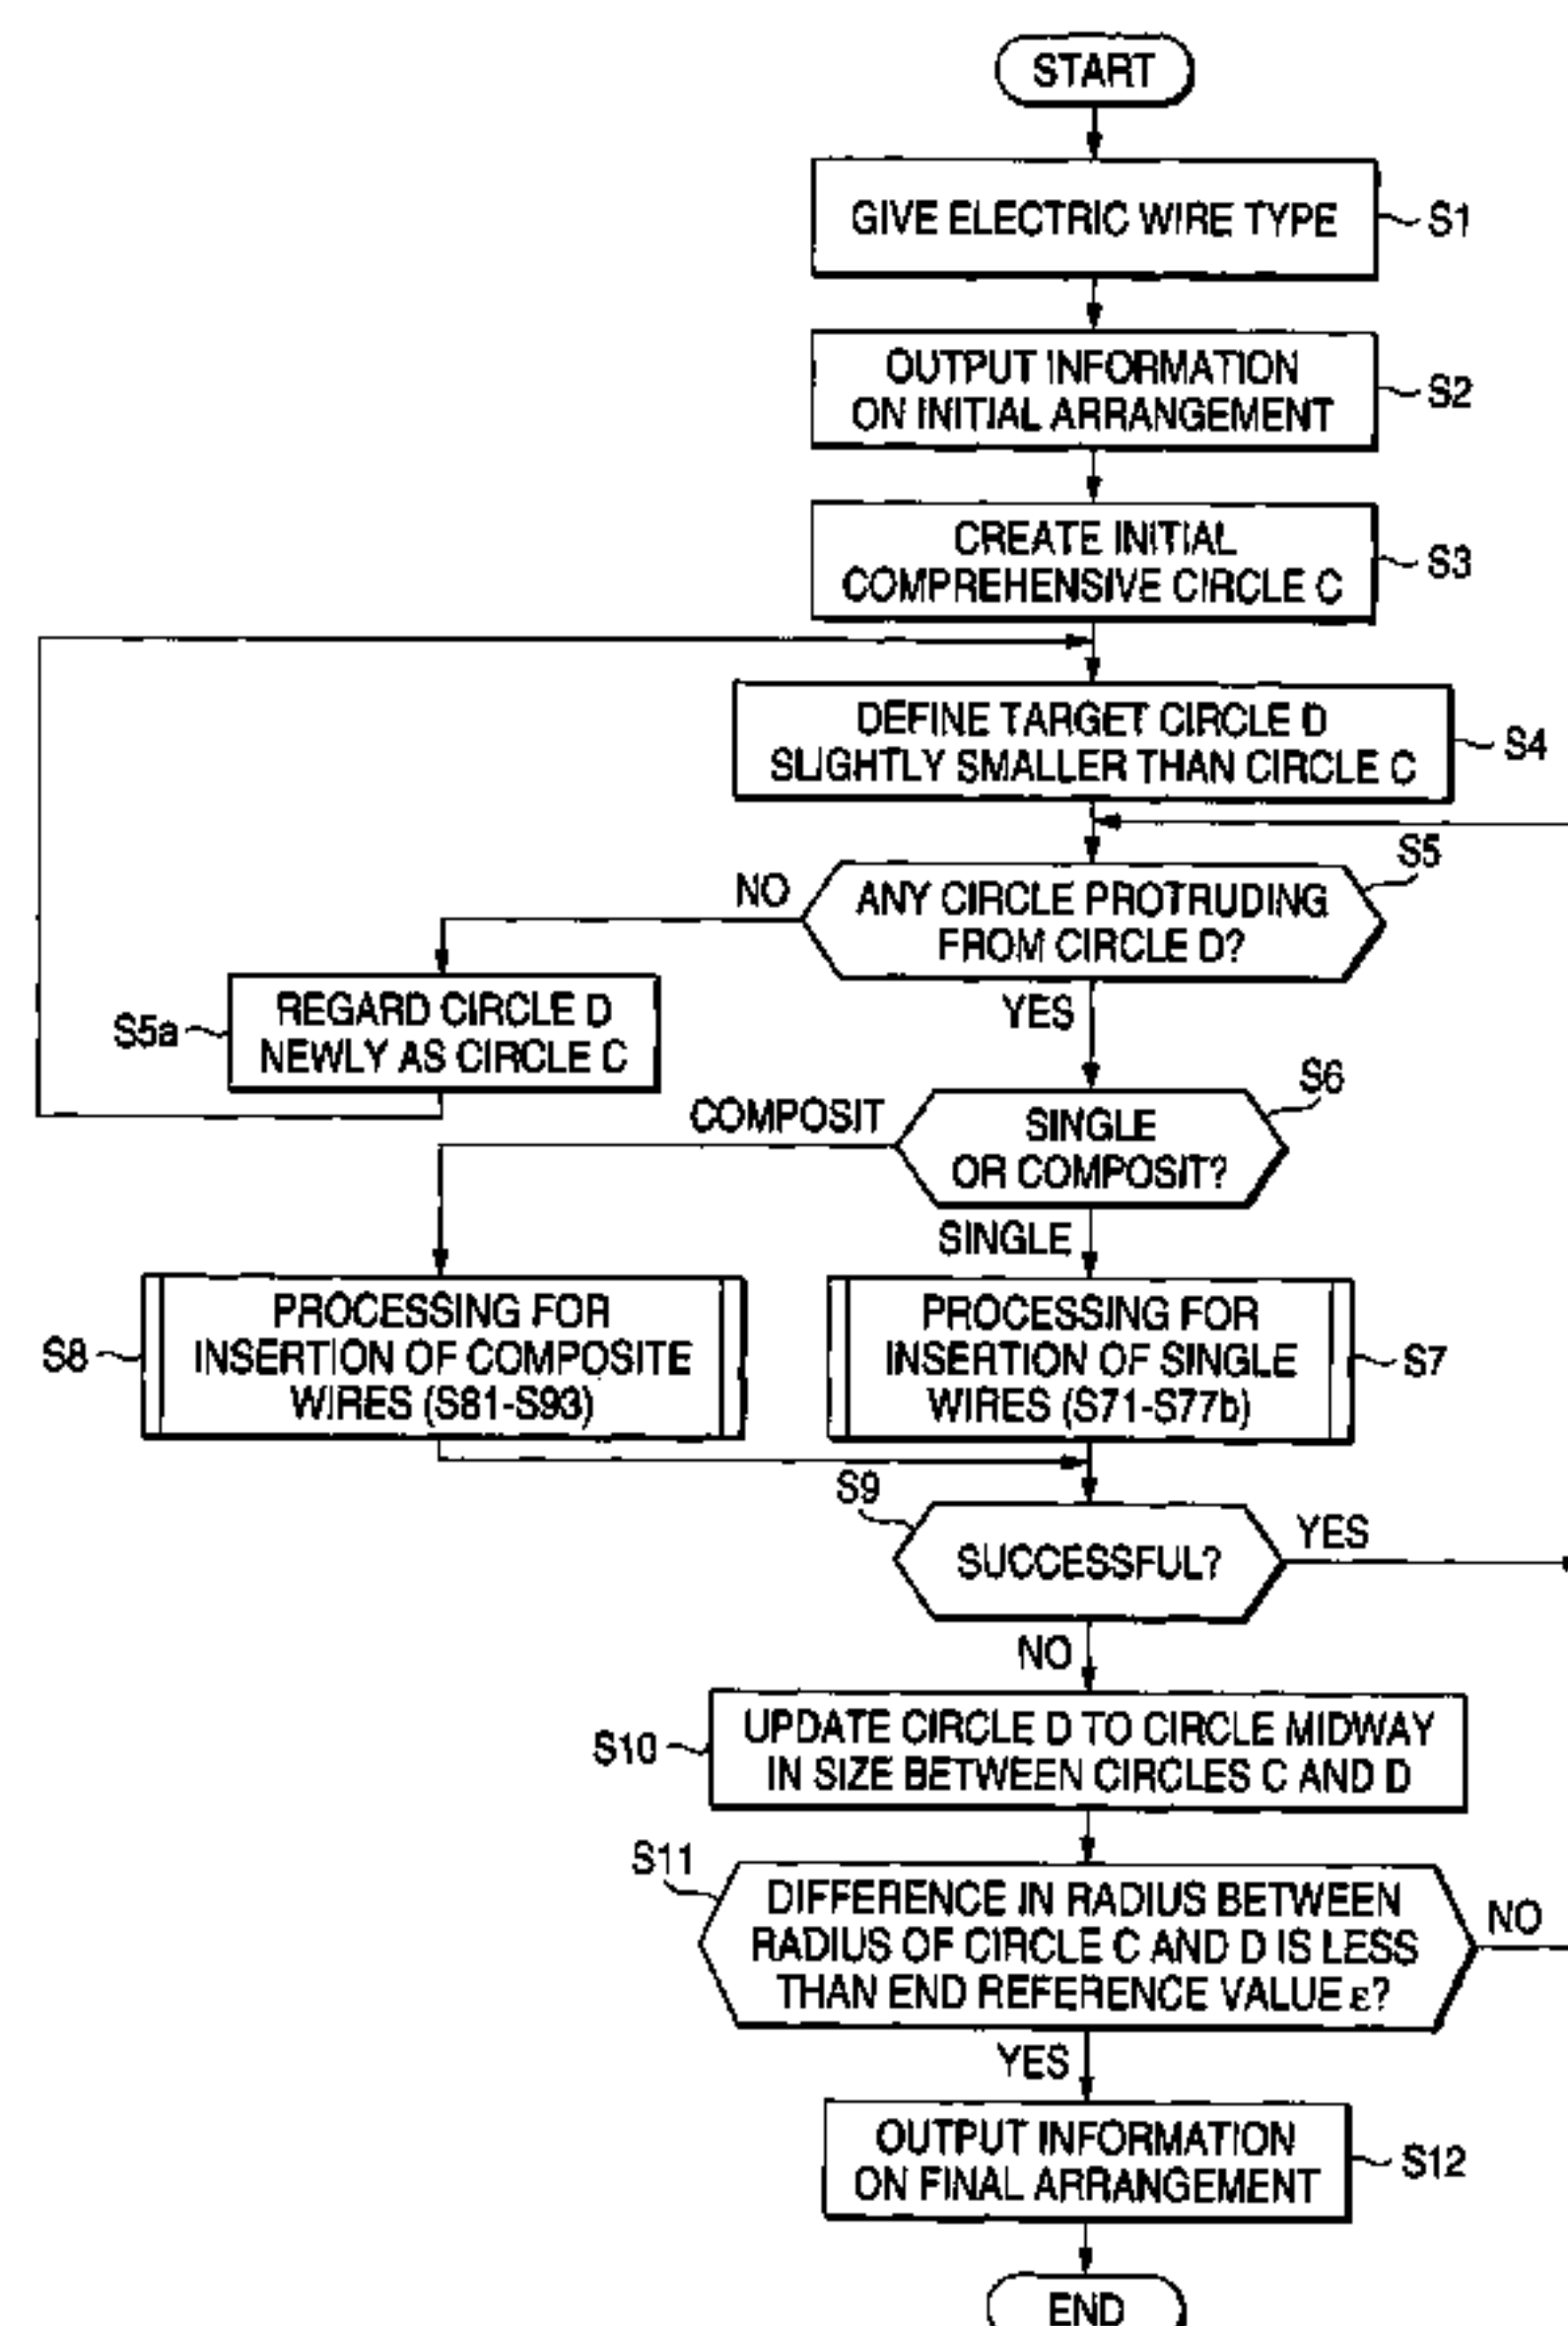 START
GIVE ELECTRIC WIRE TYPE
S1
OUTPUT INFORMATION
ON INITIAL ARRANGEMENT
S2
CREATE INITIAL
COMPREHENSIVE CIRCLE C
S3
DEFINE TARGET CIRCLE D
SLIGHTLY SMALLER THAN CIRCLE C
S4
S5
NO
ANY CIRCLE PROTRUDING
FROM CIRCLE D?
YES
S5a
REGARD CIRCLE D
NEWLY AS CIRCLE C
S6
COMPOSIT
SINGLE
OR COMPOSIT?
SINGLE
S8
PROCESSING FOR
INSERTION OF COMPOSITE
WIRES (S81-S93)
PROCESSING FOR
INSERTION OF SINGLE
WIRES (S71-S77b)
S7
S9
SUCCESSFUL?
YES
NO
S10
UPDATE CIRCLE D TO CIRCLE MIDWAY
IN SIZE BETWEEN CIRCLES C AND D
S11
DIFFERENCE IN RADIUS BETWEEN
RADIUS OF CIRCLE C AND D IS LESS
THAN END REFERENCE VALUE ε?
NO
YES
OUTPUT INFORMATION
ON FINAL ARRANGEMENT
S12
END